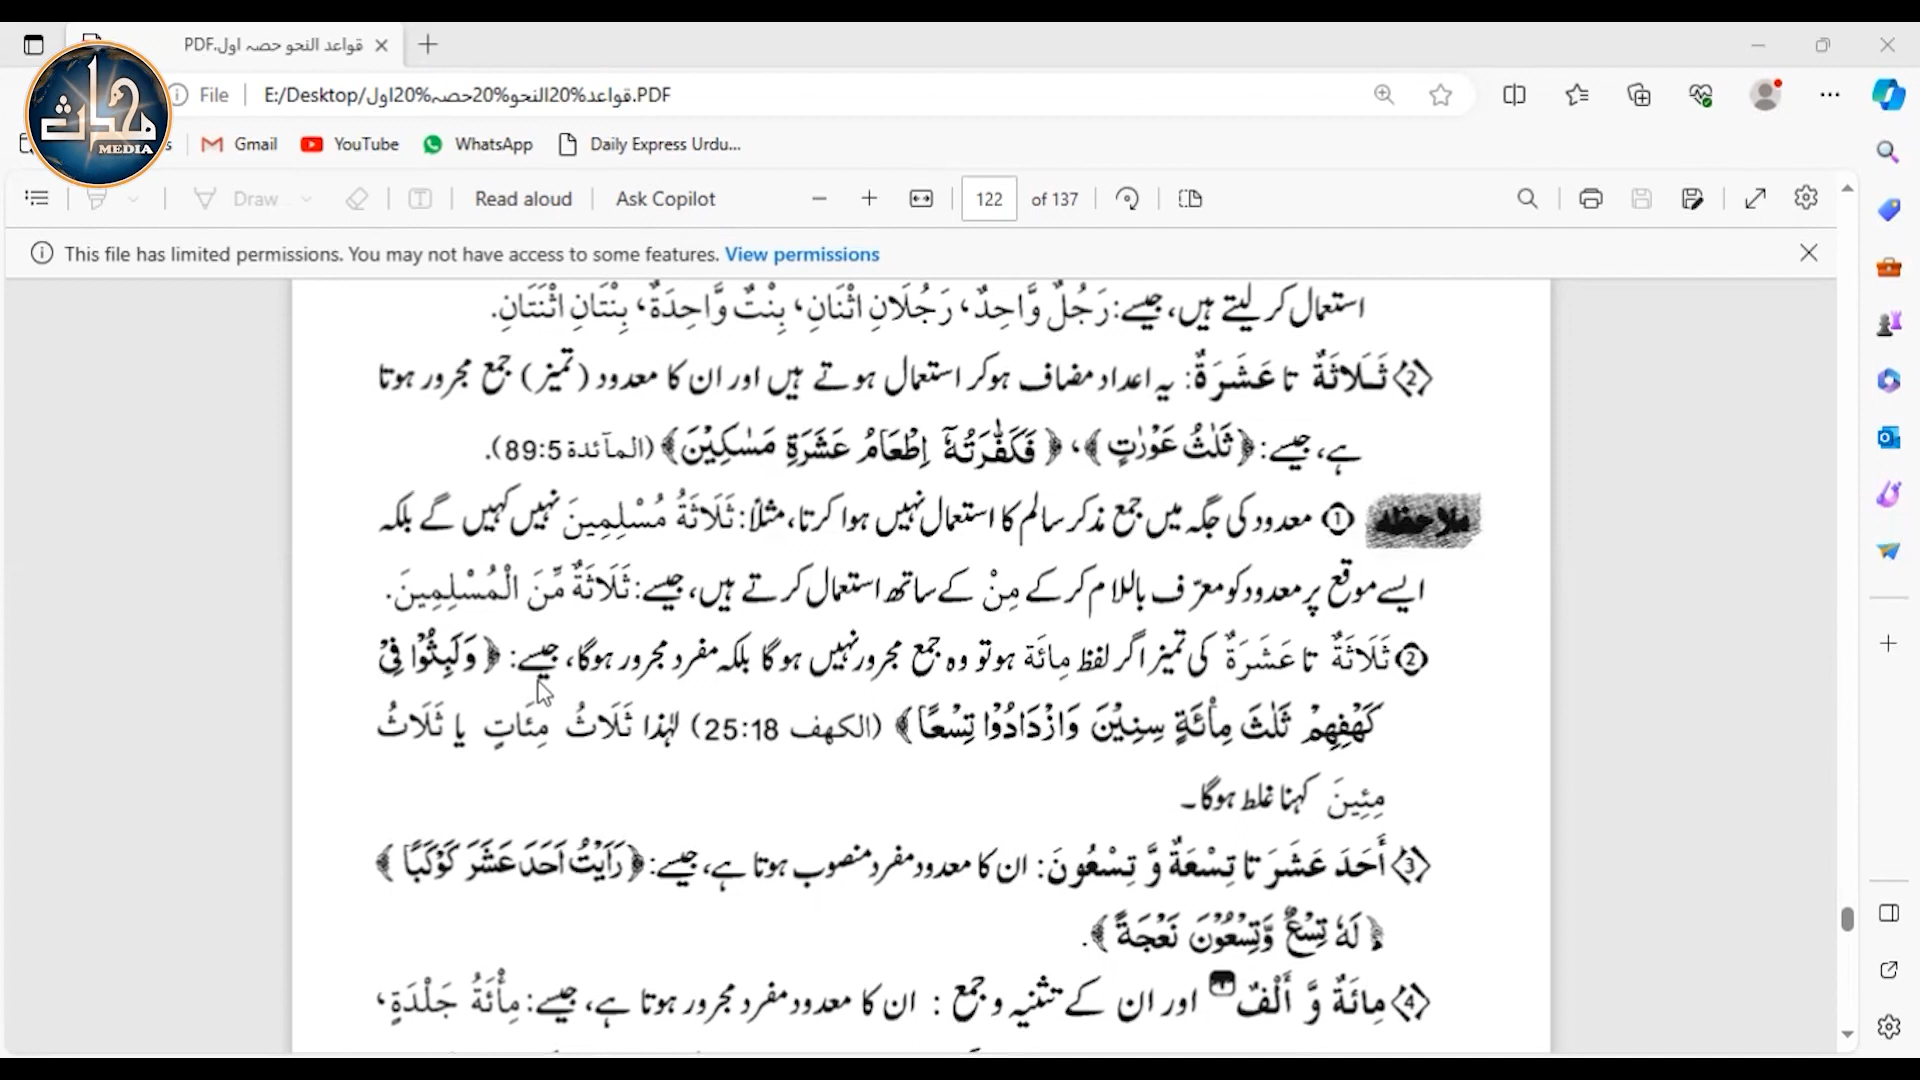 قواعد النحو حصہ اول.PDF
File
E:/Desktop/قواعد%20النحو%20حصہ%20اول.PDF
محدث
MEDIA
Gmail
YouTube
WhatsApp
Daily Express Urdu...
Draw
Read aloud
Ask Copilot
122 of 137
This file has limited permissions. You may not have access to some features. View permissions
استعمال کر لیتے ہیں، جیسے: رَجُلٌ وَّاحِدٌ، رَجُلَانِ اثْنَانِ، بِنْتٌ وَّاحِدَةٌ، بِنْتَانِ اثْنَتَانِ.
⟨2⟩ ثَلَاثَةٌ تا عَشَرَةٌ: یہ اعداد مضاف ہو کر استعمال ہوتے ہیں اور ان کا معدود (تمیز) جمع مجرور ہوتا
ہے، جیسے: ﴿ثَلٰثُ عَوْرٰتٍ﴾، ﴿فَكَفّٰرَتُهٗٓ اِطْعَامُ عَشَرَةِ مَسٰكِيْنَ﴾ (المآئدة 89:5).
ملاحظہ ① معدود کی جگہ میں جمع مذکر سالم کا استعمال نہیں ہوا کرتا، مثلاً: ثَلَاثَةُ مُسْلِمِينَ نہیں کہیں گے بلکہ
ایسے موقع پر معدود کو معرّف باللام کر کے مِنْ کے ساتھ استعمال کرتے ہیں، جیسے: ثَلَاثَةٌ مِّنَ الْمُسْلِمِينَ.
② ثَلَاثَةٌ تا عَشَرَةٌ کی تمیز اگر لفظ مِائَة ہو تو وہ جمع مجرور نہیں ہوگا بلکہ مفرد مجرور ہوگا، جیسے: ﴿وَلَبِثُوْا فِيْ
كَهْفِهِمْ ثَلٰثَ مِائَةٍ سِنِيْنَ وَازْدَادُوْا تِسْعًا﴾ (الكهف 25:18) لہٰذا ثَلَاثُ مِئَاتٍ یا ثَلَاثُ
مِئِينَ کہنا غلط ہوگا۔
⟨3⟩ أَحَدَ عَشَرَ تا تِسْعَةٌ وَّ تِسْعُونَ: ان کا معدود مفرد منصوب ہوتا ہے، جیسے: ﴿رَاَيْتُ اَحَدَ عَشَرَ كَوْكَبًا﴾
﴿لَهٗ تِسْعٌ وَّتِسْعُوْنَ نَعْجَةً﴾.
⟨4⟩ مِائَةٌ وَّ أَلْفٌ اور ان کے تثنیہ و جمع : ان کا معدود مفرد مجرور ہوتا ہے، جیسے: مِأْئَةُ جَلْدَةٍ،